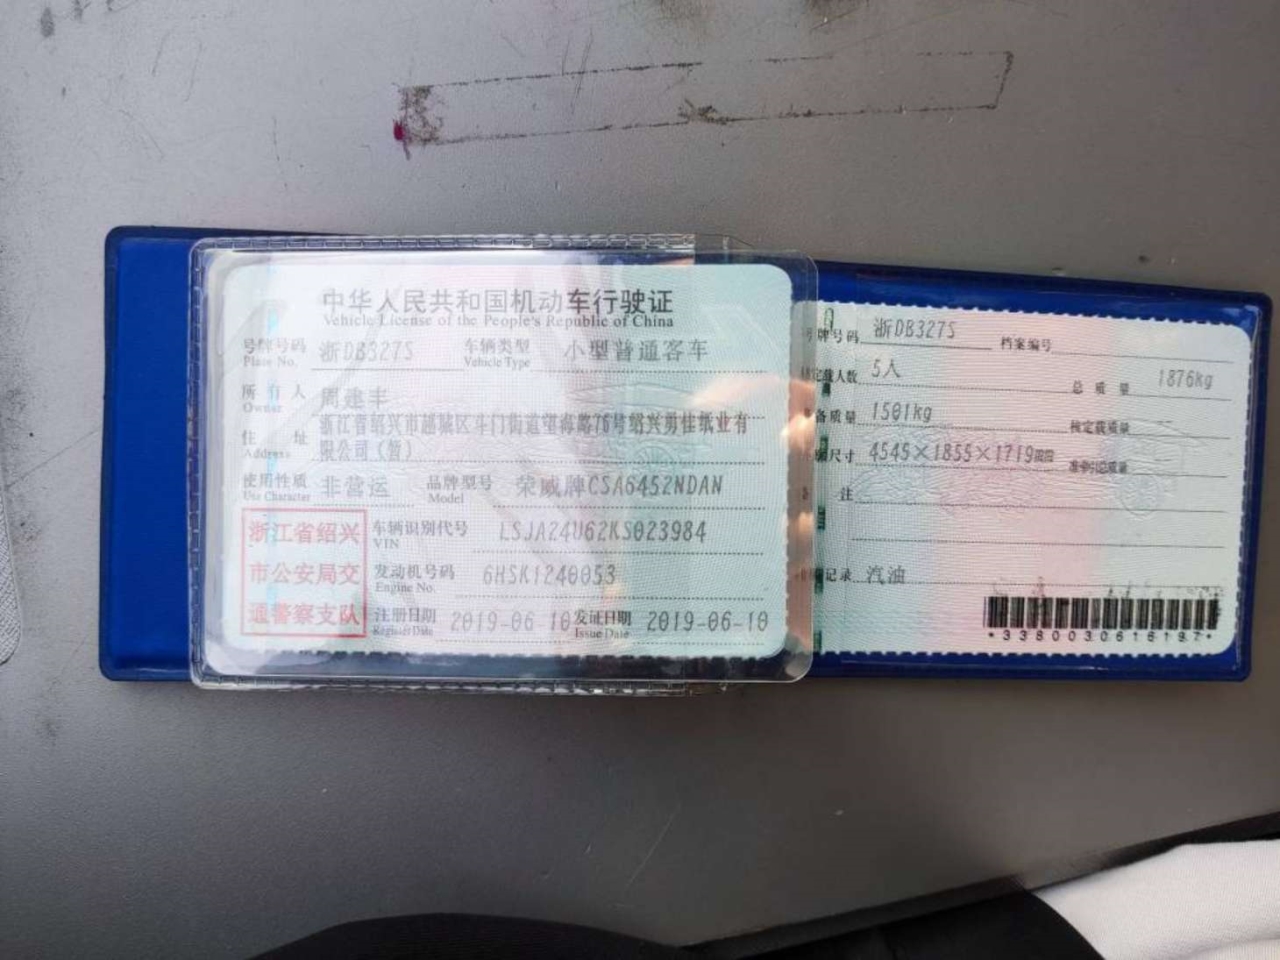 中华人民共和国机动车行驶证
Vehicle License of the People's Republic of China
号牌号码 浙DB327S 车辆类型 小型普通客车
Plate No. Vehicle Type
所有人 周建丰
Owner
住址 浙江省绍兴市越城区斗门街道望海路76号绍兴勇佳纸业有
Address 限公司（暂）
使用性质 非营运 品牌型号 荣威牌CSA6452NDAN
Use Character Model
浙江省绍兴
市公安局交
通警察支队
车辆识别代号 LSJA24U62KS023984
VIN
发动机号码 6HSK1240053
Engine No.
注册日期 2019-06-10 发证日期 2019-06-10
Register Date Issue Date
号牌号码 浙DB327S 档案编号
定载人数 5人 总质量 1876kg
备质量 1501kg 核定载质量
尺寸 4545×1855×1719mm 准牵引总质量
注
记录 汽油
*3380030616197*